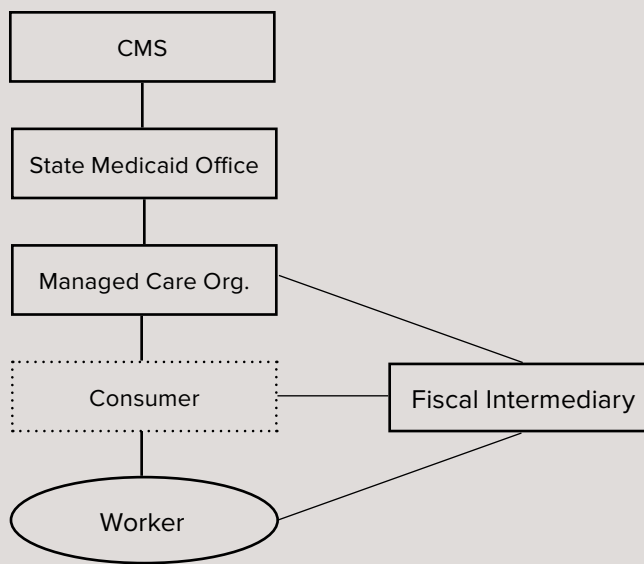 CMS
State Medicaid Office
Managed Care Org.
Consumer
Fiscal Intermediary
Worker